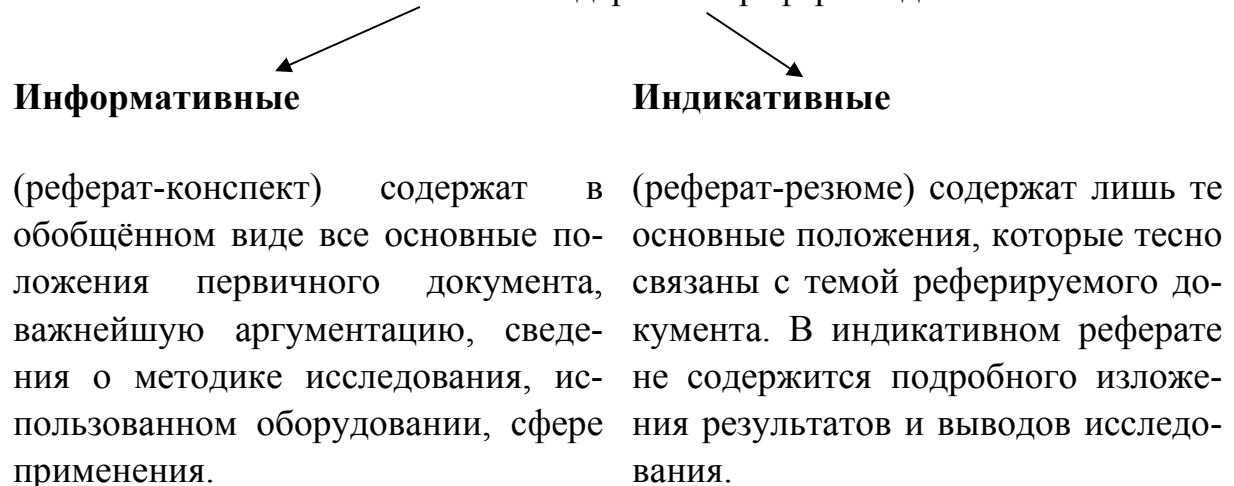 Информативные
(реферат-конспект) содержат в
обобщённом виде все основные по-
ложения первичного документа,
важнейшую аргументацию, сведе-
ния о методике исследования, ис-
пользованном оборудовании, сфере
применения.
Индикативные
(реферат-резюме) содержат лишь те
основные положения, которые тесно
связаны с темой реферируемого до-
кумента. В индикативном реферате
не содержится подробного изложе-
ния результатов и выводов исследо-
вания.